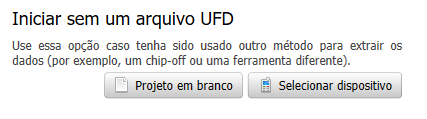 Iniciar sem um arquivo UFD
Use essa opção caso tenha sido usado outro método para extrair os
dados (por exemplo, um chip-off ou uma ferramenta diferente).
Projeto em branco Selecionar dispositivo